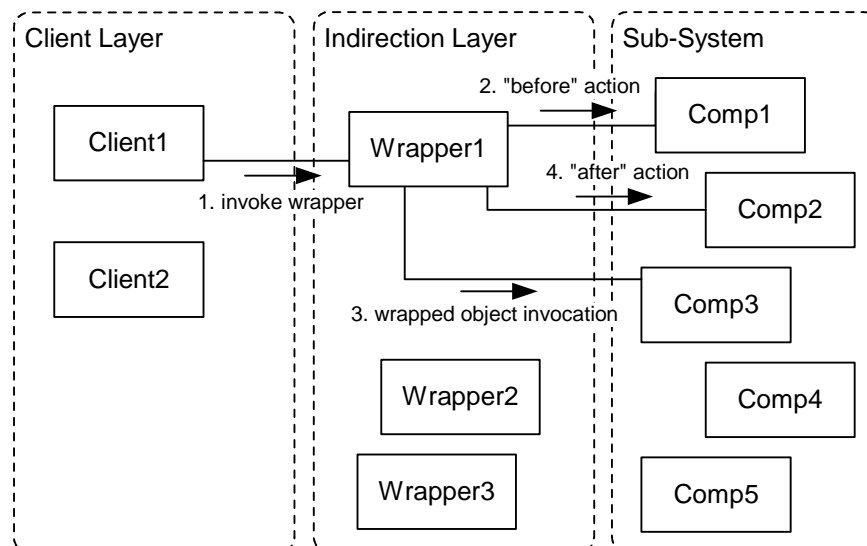 Client Layer
Indirection Layer
Sub-System
2. "before" action
Comp1
Client1
Wrapper1
4. "after" action
1. invoke wrapper
Comp2
Client2
Comp3
3. wrapped object invocation
Wrapper2
Comp4
Wrapper3
Comp5